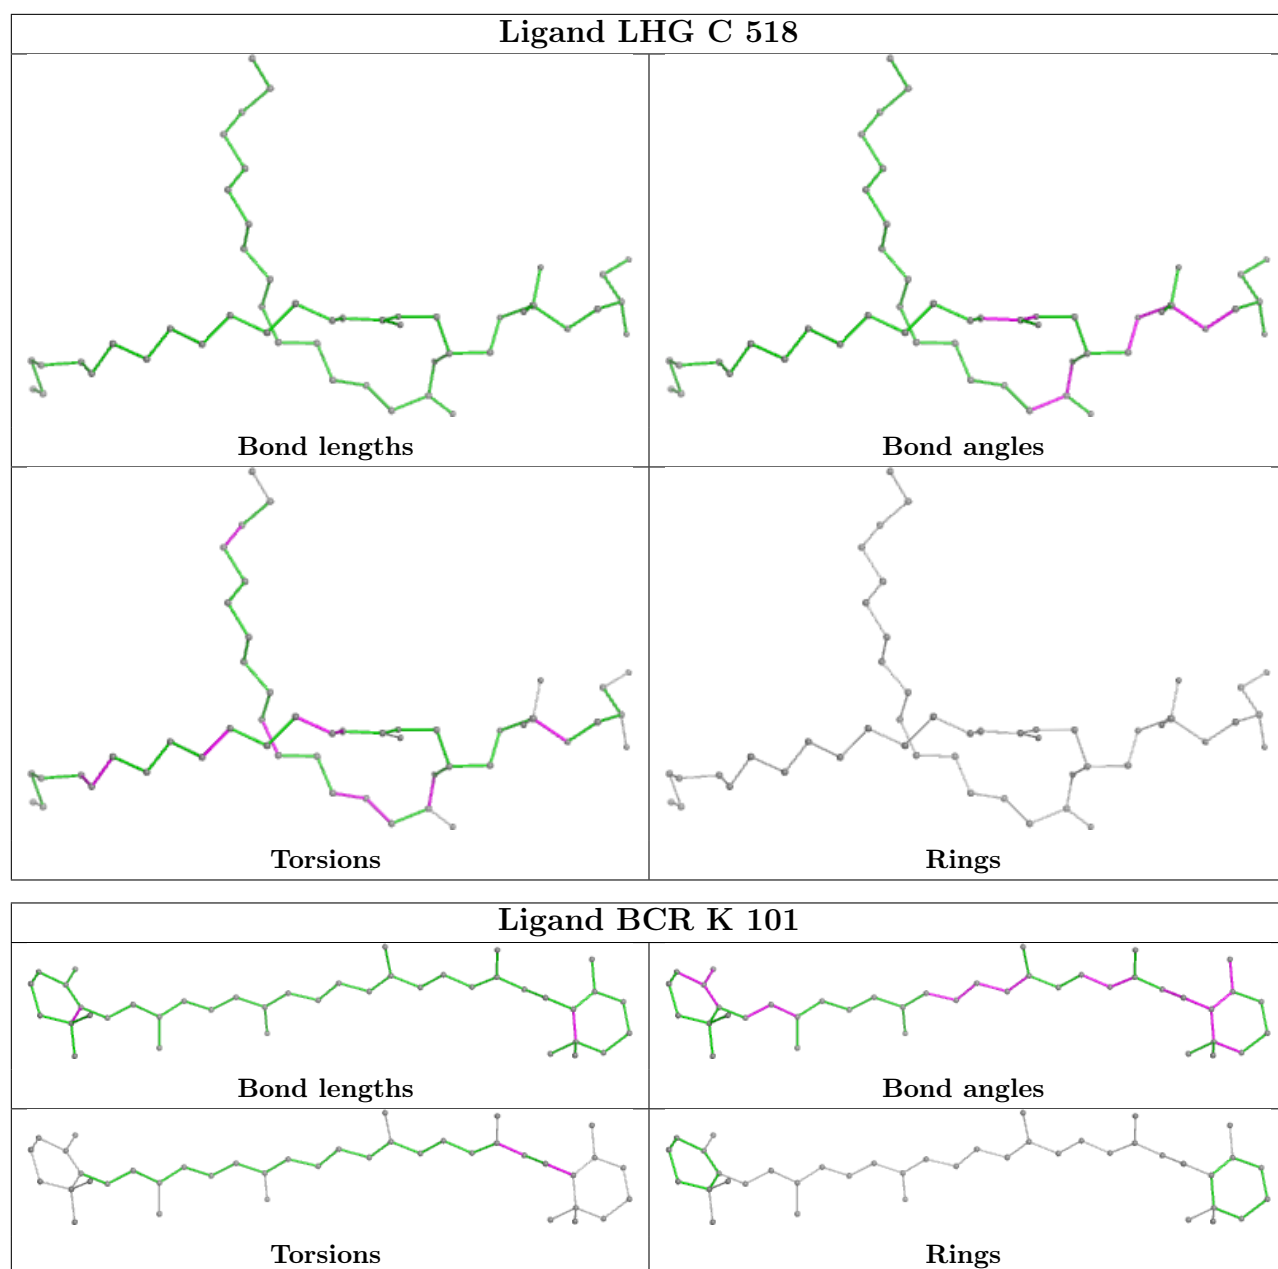 Ligand LHG C 518
Bond lengths
Bond angles
Torsions
Rings
Ligand BCR K 101
Bond lengths
Bond angles
Torsions
Rings